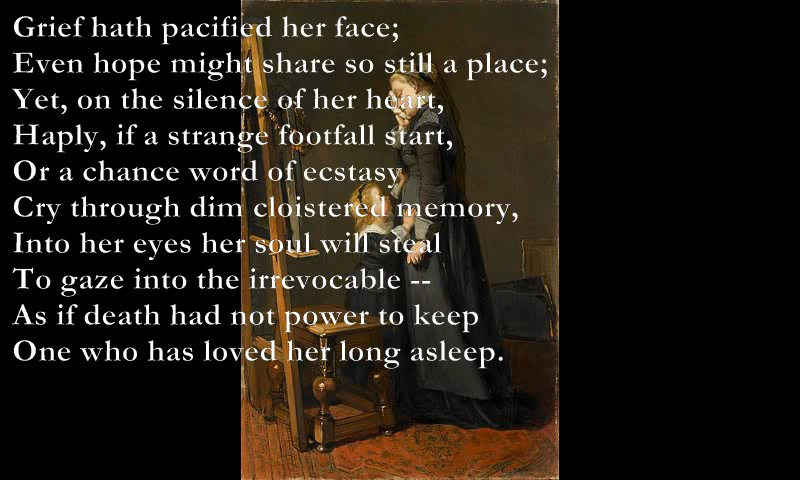 Grief hath pacified her face;
Even hope might share so still a place;
Yet, on the silence of her heart,
Haply, if a strange footfall start,
Or a chance word of ecstasy
Cry through dim cloistered memory,
Into her eyes her soul will steal
To gaze into the irrevocable --
As if death had not power to keep
One who has loved her long asleep.